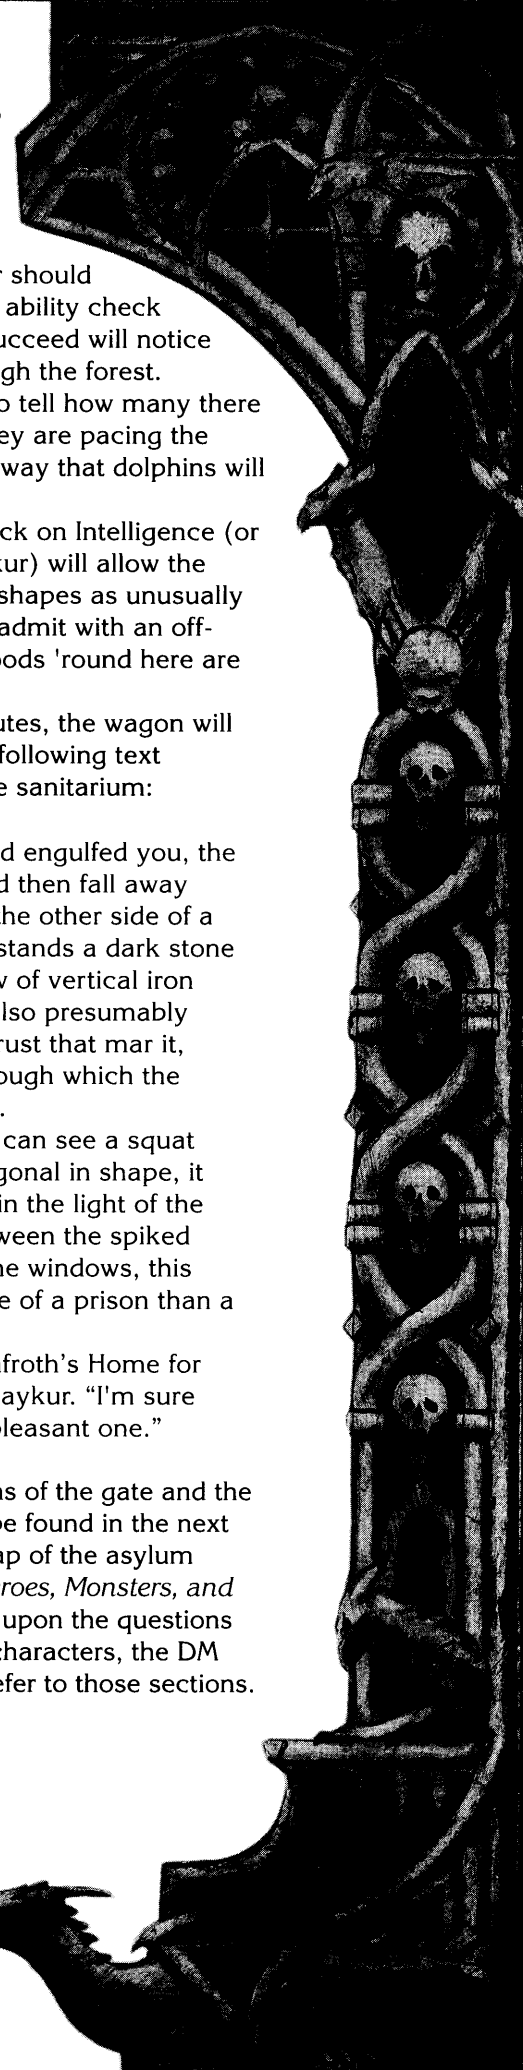 r should
ability check
ucceed will notice
gh the forest.
o tell how many there
ey are pacing the
way that dolphins will
ck on Intelligence (or
kur) will allow the
shapes as unusually
admit with an off-
oods 'round here are
utes, the wagon will
following text
e sanitarium:
d engulfed you, the
d then fall away
the other side of a
stands a dark stone
w of vertical iron
lso presumably
rust that mar it,
ough which the
.
can see a squat
gonal in shape, it
in the light of the
ween the spiked
he windows, this
e of a prison than a
froth's Home for
aykur. “I'm sure
pleasant one.”
ns of the gate and the
be found in the next
ap of the asylum
roes, Monsters, and
upon the questions
characters, the DM
efer to those sections.